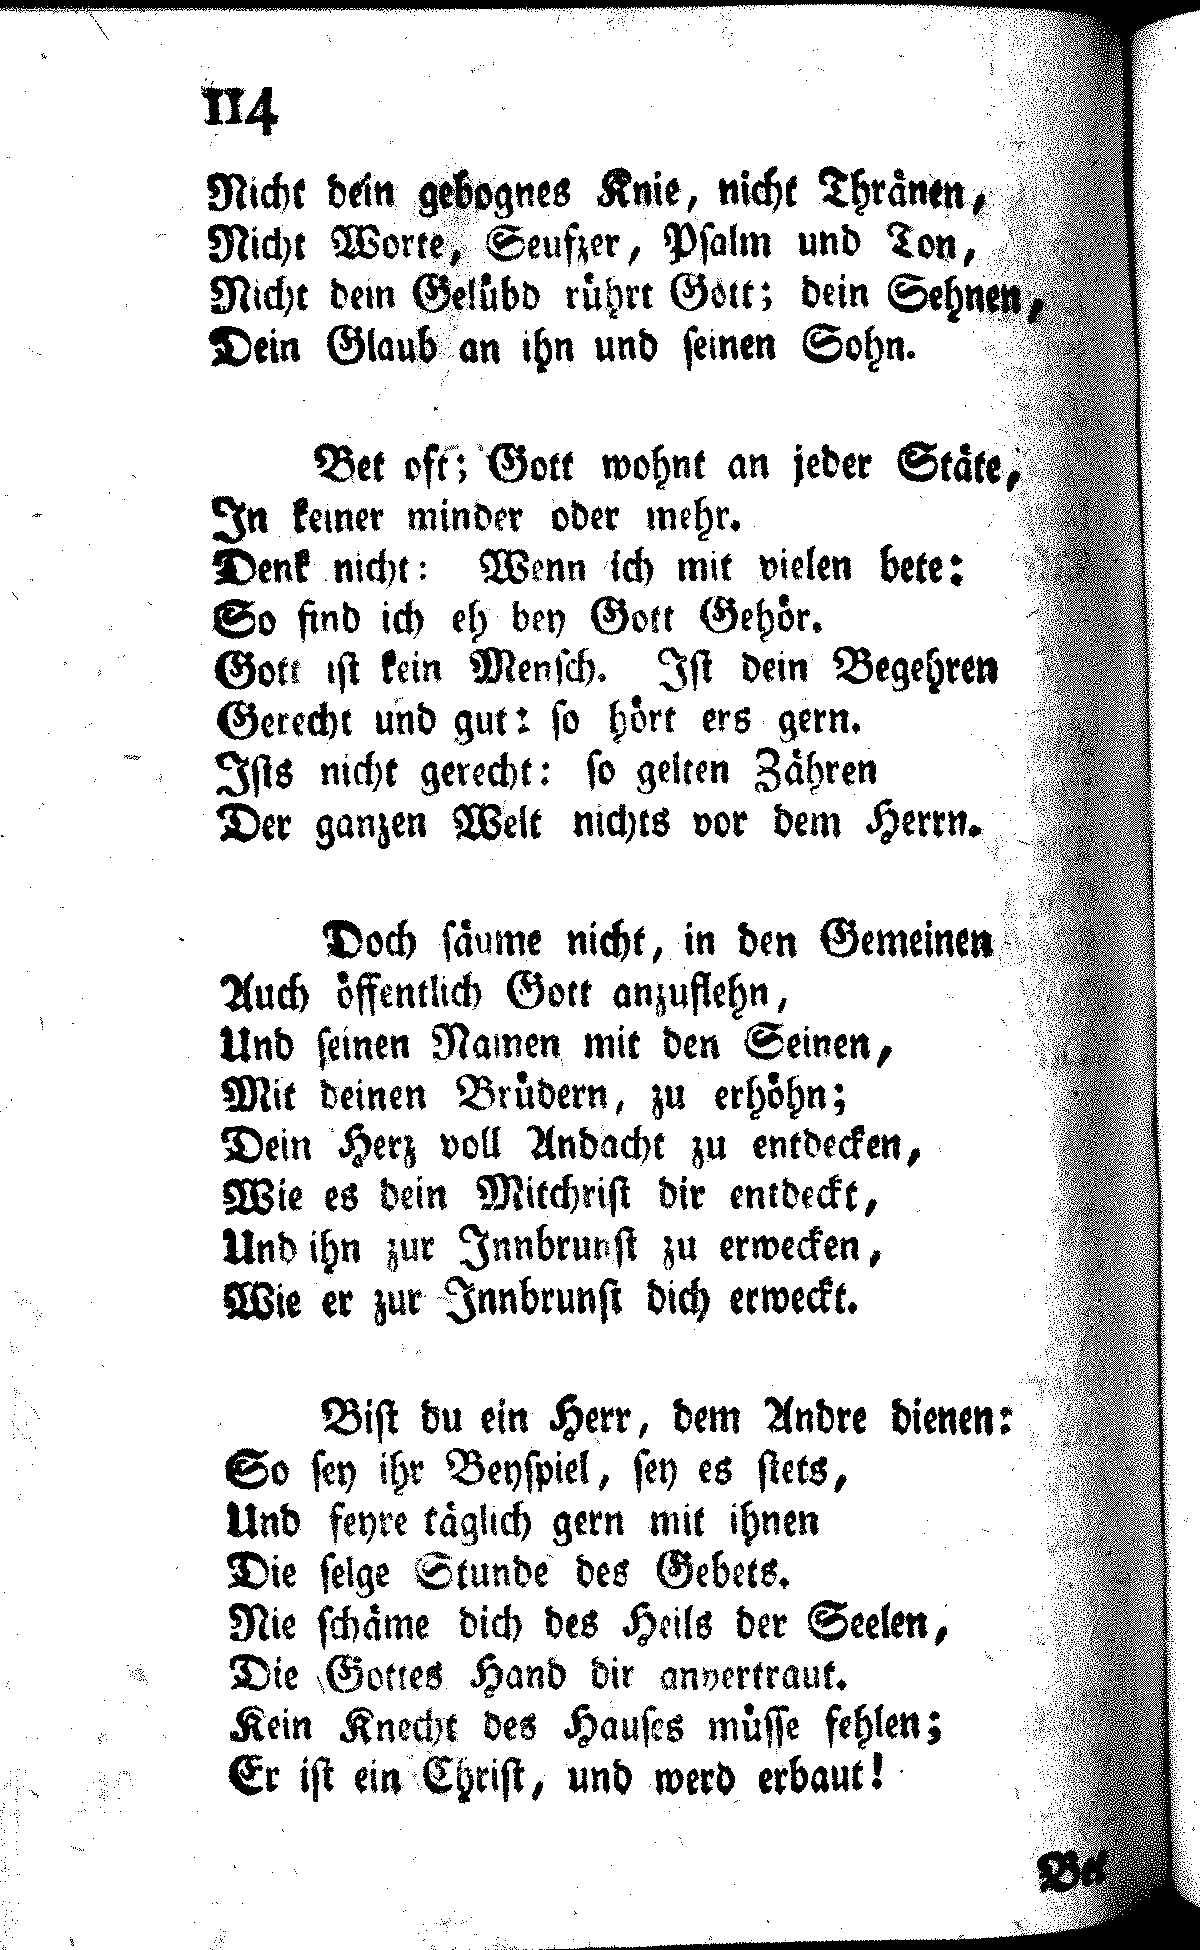 114
Nicht dein gebognes Knie, nicht Thränen,
Nicht Worte, Seufzer, Psalm und Ton,
Nicht dein Gelübd rührt Gott; dein Sehnen,
Dein Glaub an ihn und seinen Sohn.
Bet oft; Gott wohnt an jeder Stäte,
In keiner minder oder mehr.
Denk nicht: Wenn ich mit vielen bete:
So find ich eh bey Gott Gehör.
Gott ist kein Mensch. Ist dein Begehren
Gerecht und gut: so hört ers gern.
Ists nicht gerecht: so gelten Zähren
Der ganzen Welt nichts vor dem Herrn.
Doch säume nicht, in den Gemeinen
Auch öffentlich Gott anzuflehn,
Und seinen Namen mit den Seinen,
Mit deinen Brüdern, zu erhöhn;
Dein Herz voll Andacht zu entdecken,
Wie es dein Mitchrist dir entdeckt,
Und ihn zur Innbrunst zu erwecken,
Wie er zur Innbrunst dich erweckt.
Bist du ein Herr, dem Andre dienen:
So sey ihr Beyspiel, sey es stets,
Und feyre täglich gern mit ihnen
Die selge Stunde des Gebets.
Nie schäme dich des Heils der Seelen,
Die Gottes Hand dir anvertraut.
Kein Knecht des Hauses müsse fehlen;
Er ist ein Christ, und werd erbaut!
Bet